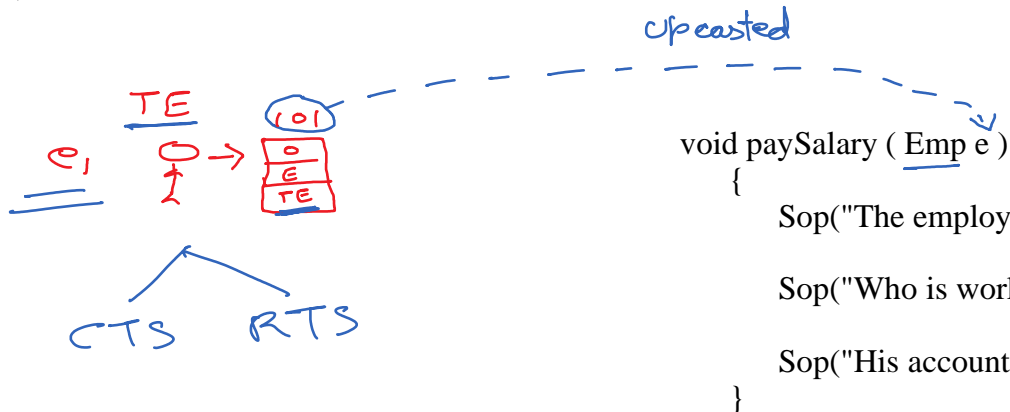 upcasted
TE
101
e1
O
E
TE
void paySalary ( Emp e )
{
Sop("The employ
Sop("Who is worl
Sop("His account
}
CTS RTS